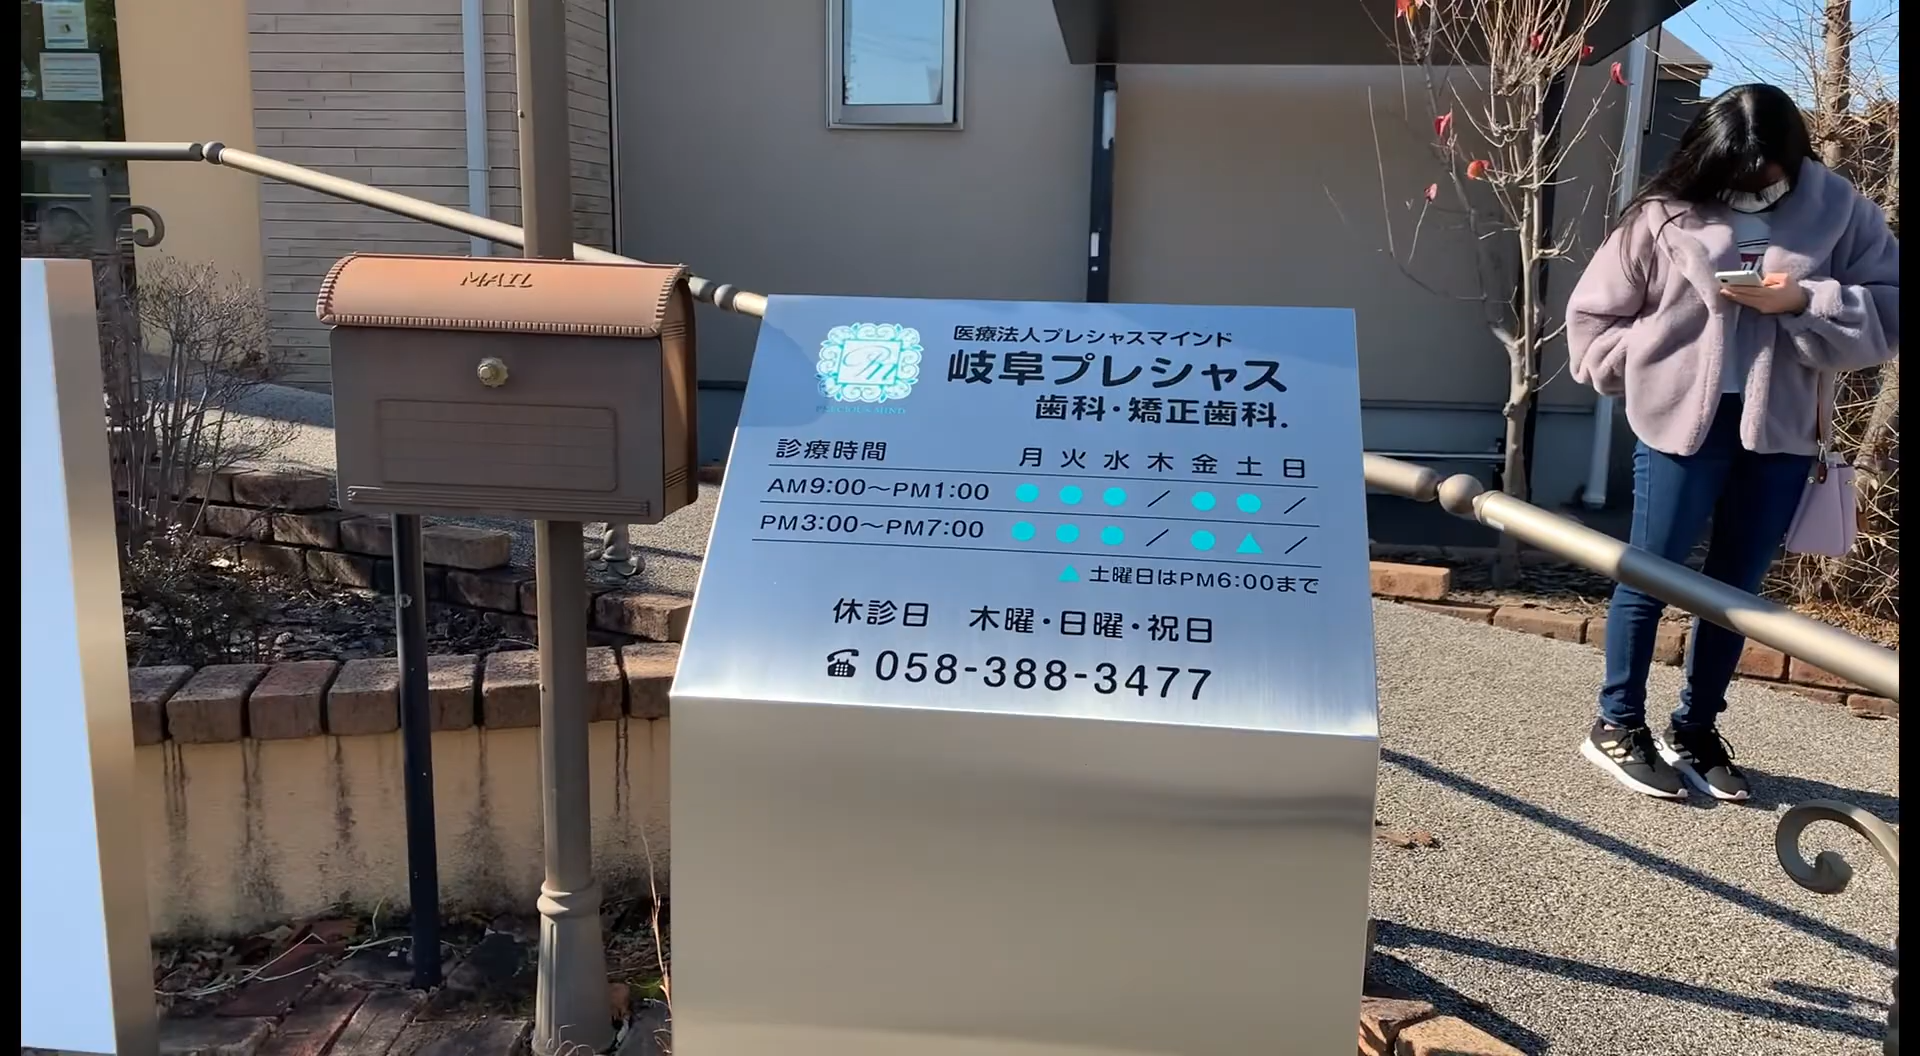 MAIL
PM
PRECIOUS MIND
医療法人プレシャスマインド
岐阜プレシャス
歯科・矯正歯科.
診療時間 月 火 水 木 金 土 日
AM9:00〜PM1:00 ● ● ● / ● ● /
PM3:00〜PM7:00 ● ● ● / ● ▲ /
▲ 土曜日はPM6:00まで
休診日 木曜・日曜・祝日
☎ 058-388-3477